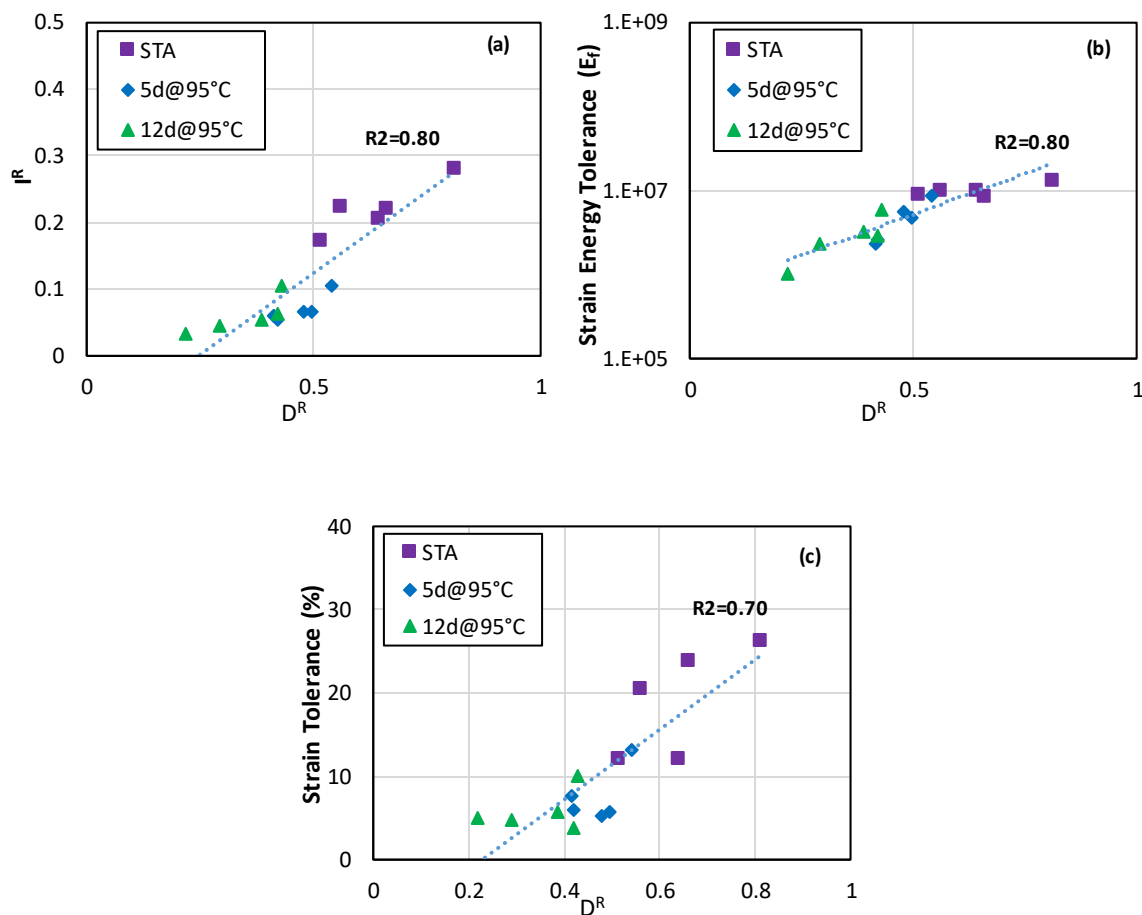 0.5
0.4
0.3
0.2
0.1
0
I^R
STA
5d@95°C
12d@95°C
(a)
R2=0.80
0
0.5
1
D^R
1.E+09
1.E+07
1.E+05
Strain Energy Tolerance (E_f)
STA
5d@95°C
12d@95°C
(b)
R2=0.80
0
0.5
1
D^R
40
30
20
10
0
Strain Tolerance (%)
STA
5d@95°C
12d@95°C
(c)
R2=0.70
0
0.2
0.4
0.6
0.8
1
D^R